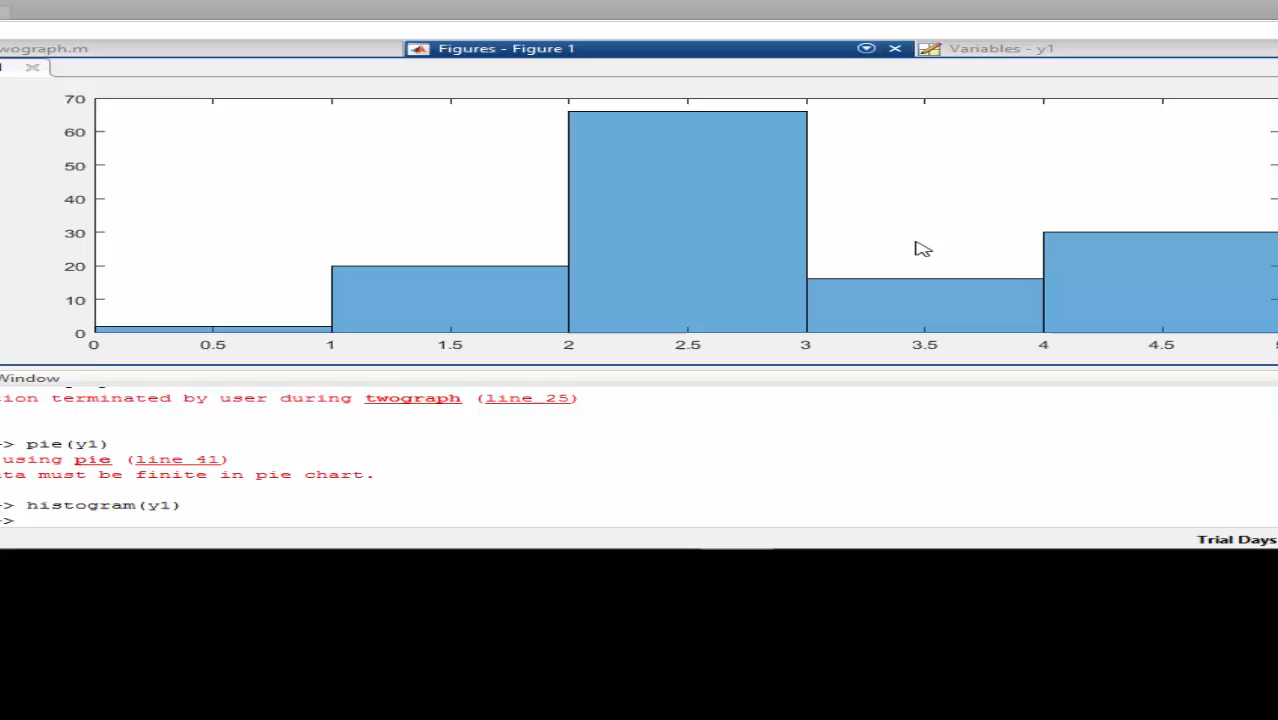 wograph.m
Figures - Figure 1
Variables - y1
70
60
50
40
30
20
10
0
0 0.5 1 1.5 2 2.5 3 3.5 4 4.5
Window
ion terminated by user during twograph (line 25)
> pie(y1)
using pie (line 41)
ta must be finite in pie chart.
> histogram(y1)
>
Trial Days